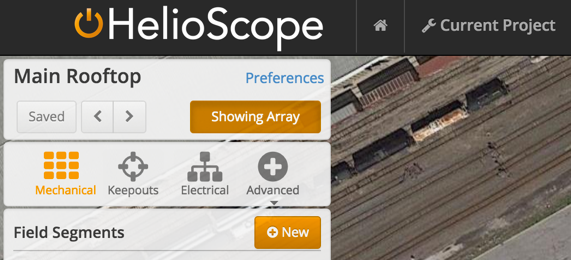 HelioScope
Current Project
Main Rooftop
Preferences
Saved
Showing Array
Mechanical
Keepouts
Electrical
Advanced
Field Segments
New